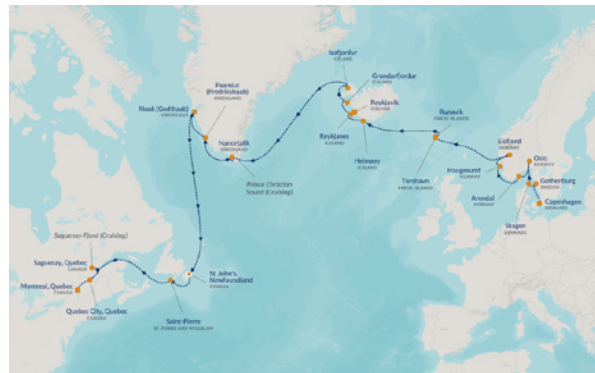 Isafjordur
ICELAND
Grundarfjordur
ICELAND
Paamiut
(Frederikshaab)
GREENLAND
Nuuk (Godthaab)
GREENLAND
Reykjavik
ICELAND
Runavik
FAROE ISLANDS
Nanortalik
GREENLAND
Reykjanes
ICELAND
Eidfjord
NORWAY
Oslo
NORWAY
Heimaey
ICELAND
Haugesund
NORWAY
Gothenburg
SWEDEN
Prince Christian
Sound (Cruising)
Torshavn
FAROE ISLANDS
Arendal
NORWAY
Copenhagen
DENMARK
Skagen
DENMARK
Saguenay Fjord (Cruising)
Saguenay, Quebec
CANADA
St. John's,
Newfoundland
CANADA
Montreal, Quebec
CANADA
Quebec City, Quebec
CANADA
Saint-Pierre
ST. PIERRE AND MIQUELON